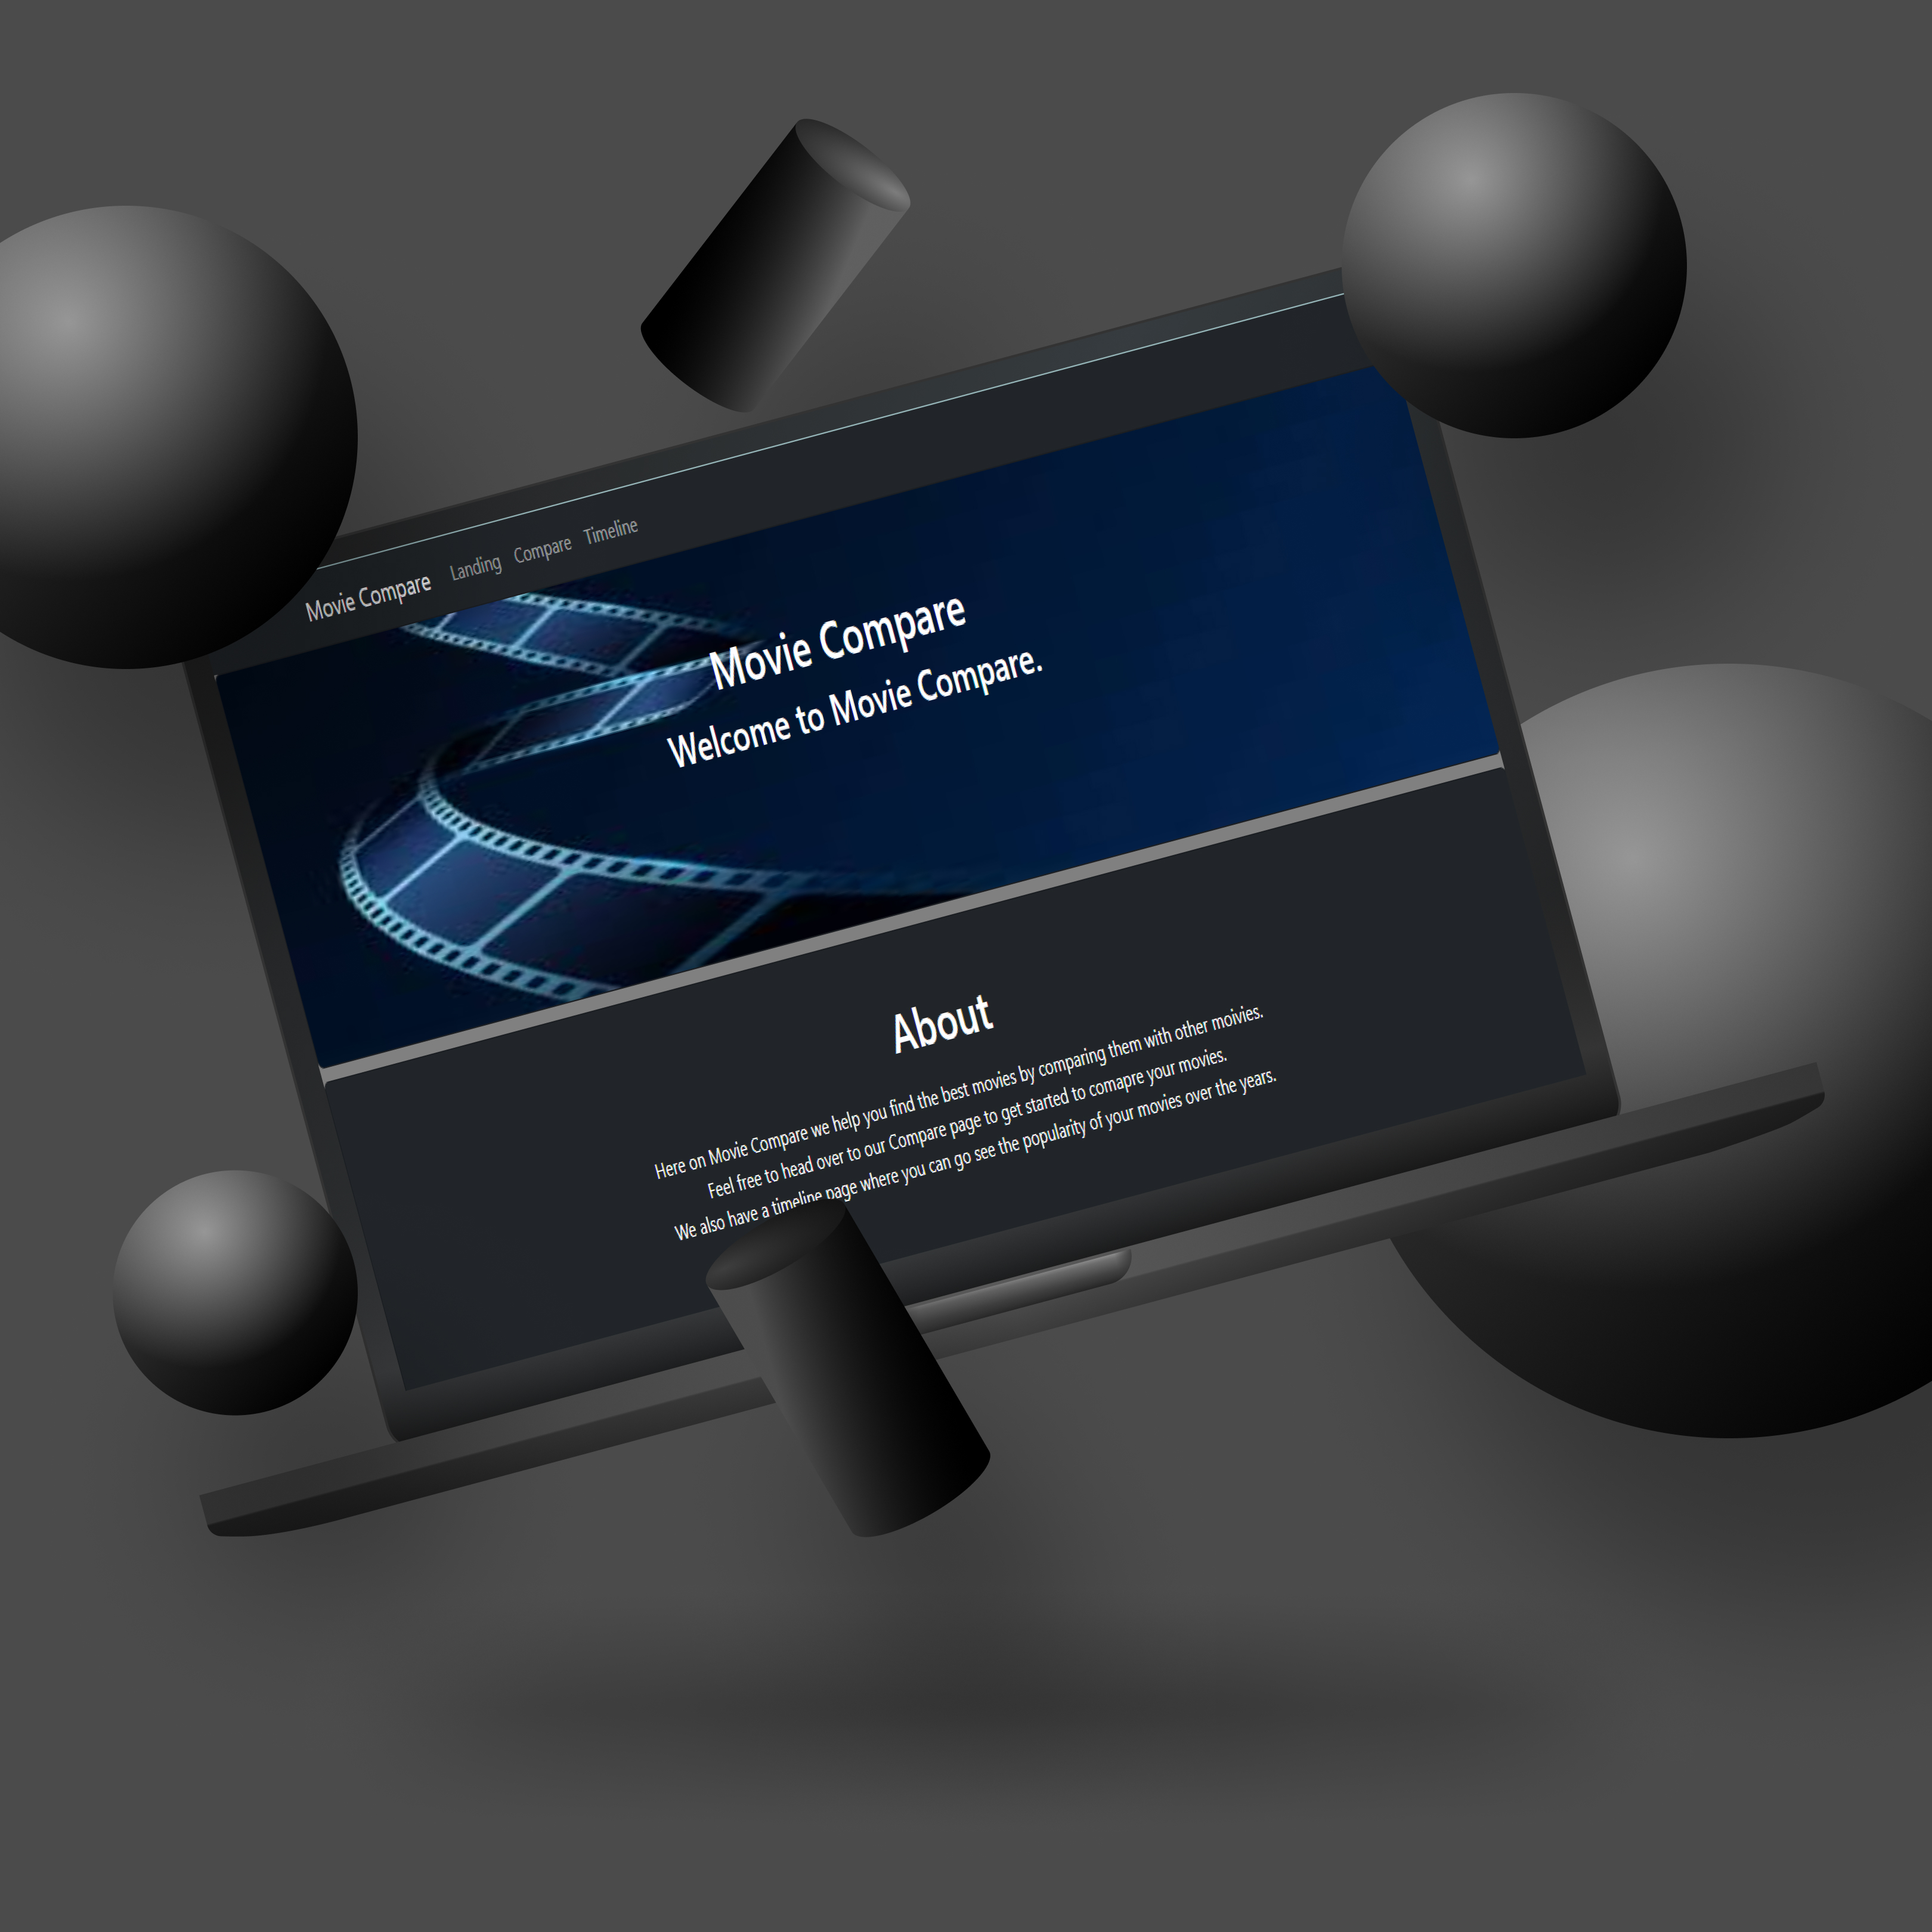 Movie Compare Landing Compare Timeline
Movie Compare
Welcome to Movie Compare.
About
Here on Movie Compare we help you find the best movies by comparing them with other moivies.
Feel free to head over to our Compare page to get started to comapre your movies.
We also have a timeline page where you can go see the popularity of your movies over the years.